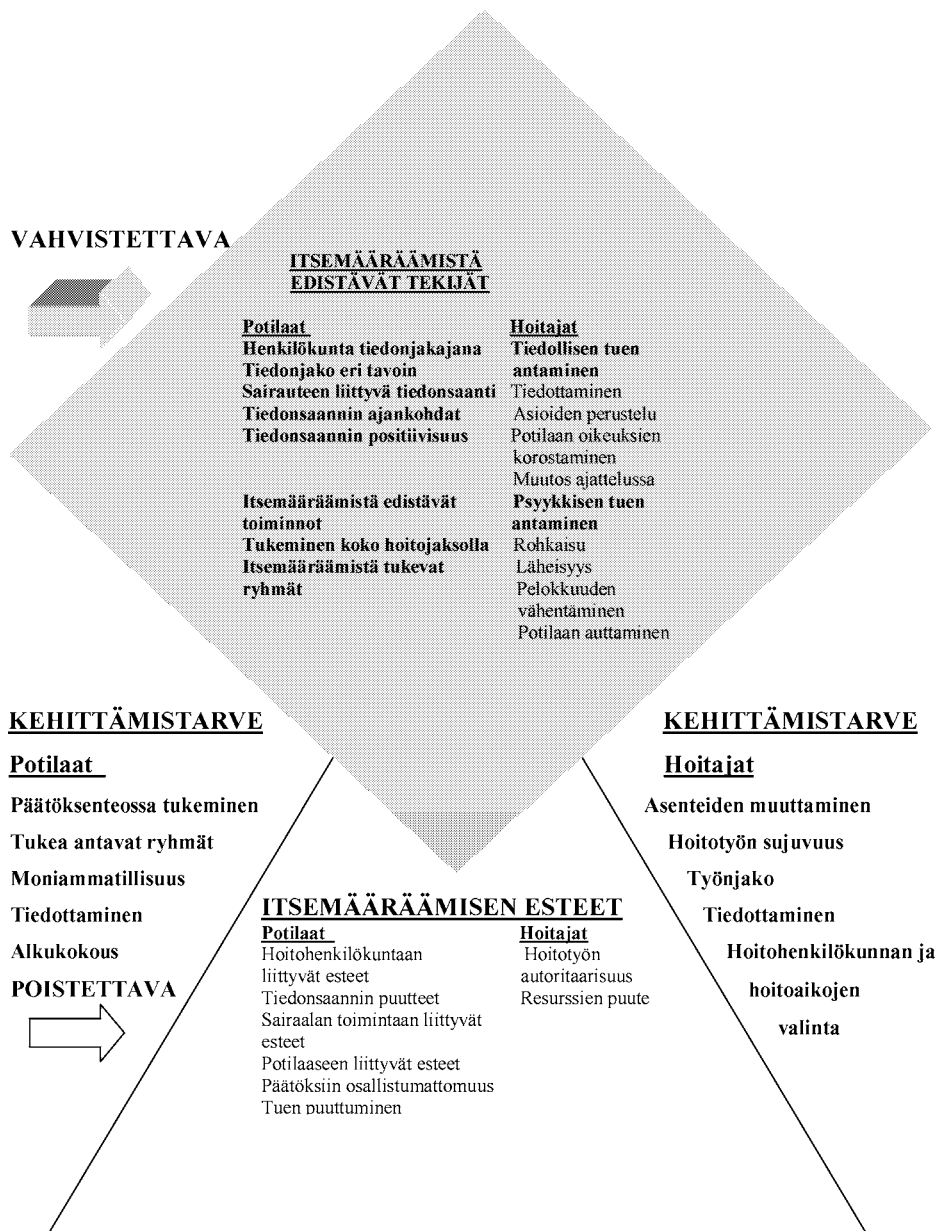 VAHVISTETTAVA
ITSEMÄÄRÄÄMISTÄ
EDISTÄVÄT TEKIJÄT
Potilaat
Henkilökunta tiedonjakajana
Tiedonjako eri tavoin
Sairauteen liittyvä tiedonsaanti
Tiedonsaannin ajankohdat
Tiedonsaannin positiivisuus
Itsemääräämistä edistävät
toiminnot
Tukeminen koko hoitojaksolla
Itsemääräämistä tukevat
ryhmät
Hoitajat
Tiedollisen tuen
antaminen
Tiedottaminen
Asioiden perustelu
Potilaan oikeuksien
korostaminen
Muutos ajattelussa
Psyykkisen tuen
antaminen
Rohkaisu
Läheisyys
Pelokkuuden
vähentäminen
Potilaan auttaminen
KEHITTÄMISTARVE
Potilaat
Päätöksenteossa tukeminen
Tukea antavat ryhmät
Moniammatillisuus
Tiedottaminen
Alkukokous
POISTETTAVA
ITSEMÄÄRÄÄMISEN ESTEET
Potilaat
Hoitohenkilökuntaan
liittyvät esteet
Tiedonsaannin puutteet
Sairaalan toimintaan liittyvät
esteet
Potilaaseen liittyvät esteet
Päätöksiin osallistumattomuus
Tuen puuttuminen
Hoitajat
Hoitotyön
autoritaarisuus
Resurssien puute
KEHITTÄMISTARVE
Hoitajat
Asenteiden muuttaminen
Hoitotyön sujuvuus
Työnjako
Tiedottaminen
Hoitohenkilökunnan ja
hoitoaikojen
valinta